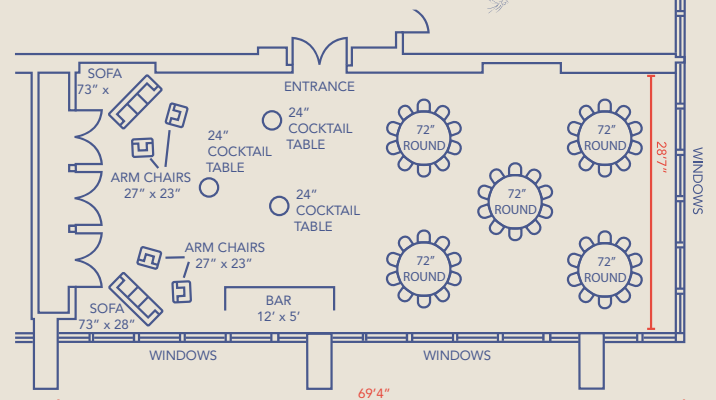 SOFA
73” x
ENTRANCE
24”
COCKTAIL
TABLE
24”
COCKTAIL
TABLE
ARM CHAIRS
27” x 23”
24”
COCKTAIL
TABLE
ARM CHAIRS
27” x 23”
SOFA
73” x 28”
BAR
12’ x 5’
72”
ROUND
72”
ROUND
72”
ROUND
72”
ROUND
72”
ROUND
28’7”
WINDOWS
WINDOWS
WINDOWS
69’4”